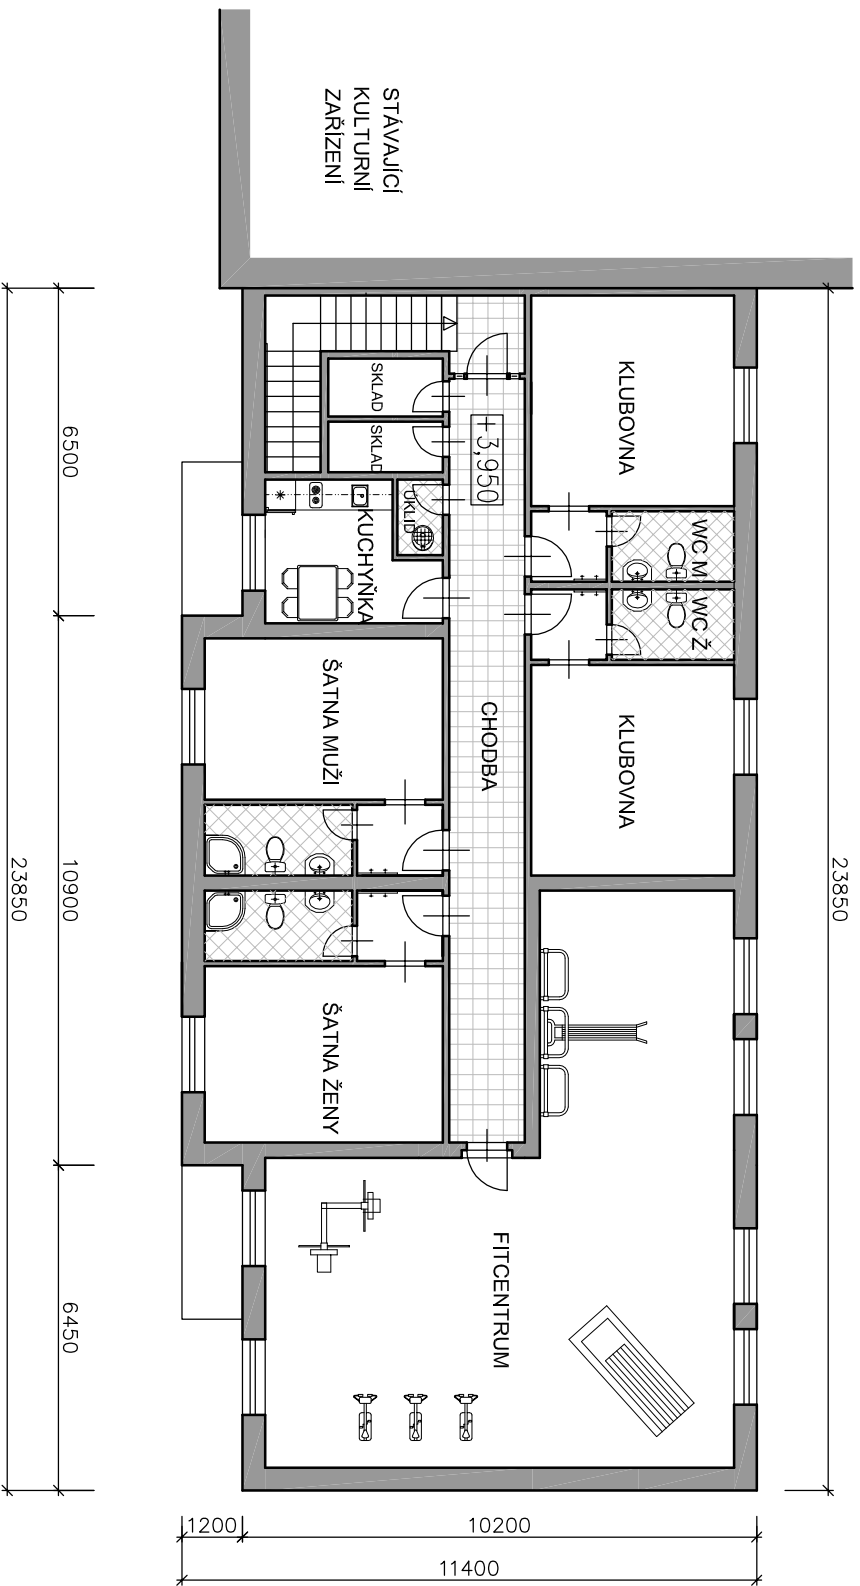 STÁVAJÍCÍ
KULTURNÍ
ZAŘÍZENÍ
KLUBOVNA
SKLAD
SKLAD
+3,950
ÚKLID
KUCHYŇKA
WC M
WC Ž
ŠATNA MUŽI
CHODBA
KLUBOVNA
ŠATNA ŽENY
FITCENTRUM
6500
10900
6450
23850
23850
1200
10200
11400